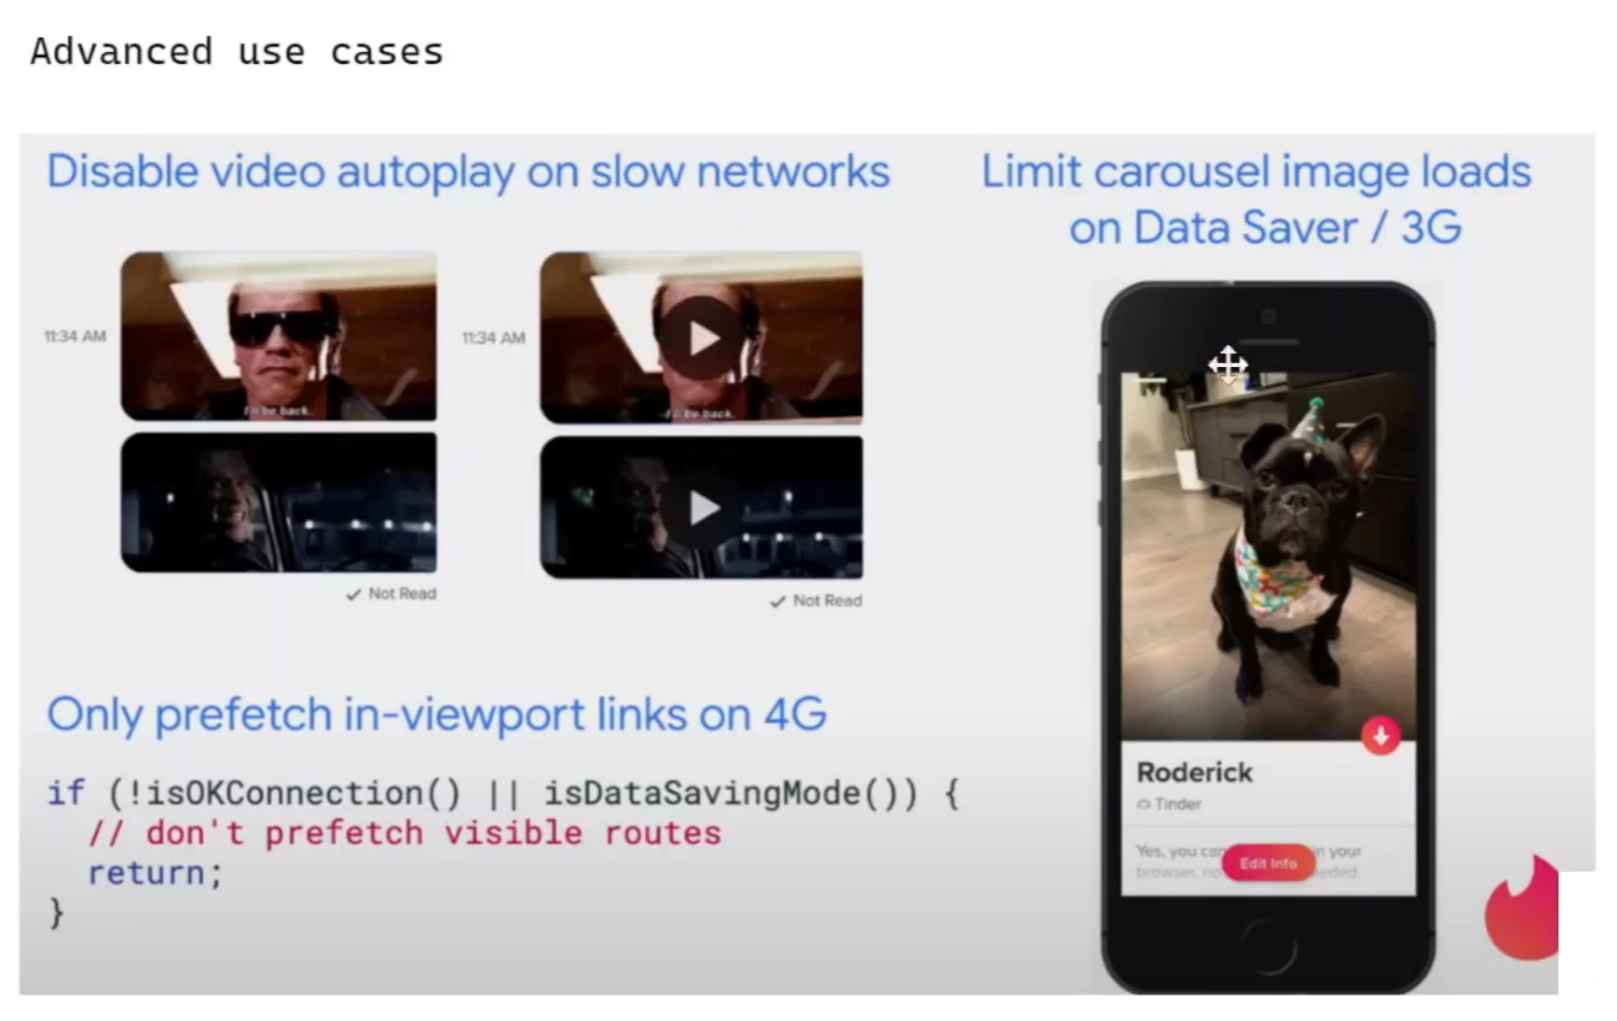 Advanced use cases
Disable video autoplay on slow networks
11:34 AM
I'll be back.
11:34 AM
I'll be back.
Not Read
Not Read
Only prefetch in-viewport links on 4G
if (!isOKConnection() || isDataSavingMode()) {
// don't prefetch visible routes
return;
}
Limit carousel image loads
on Data Saver / 3G
Roderick
Tinder
Yes, you can in your
Edit Info
browser, no